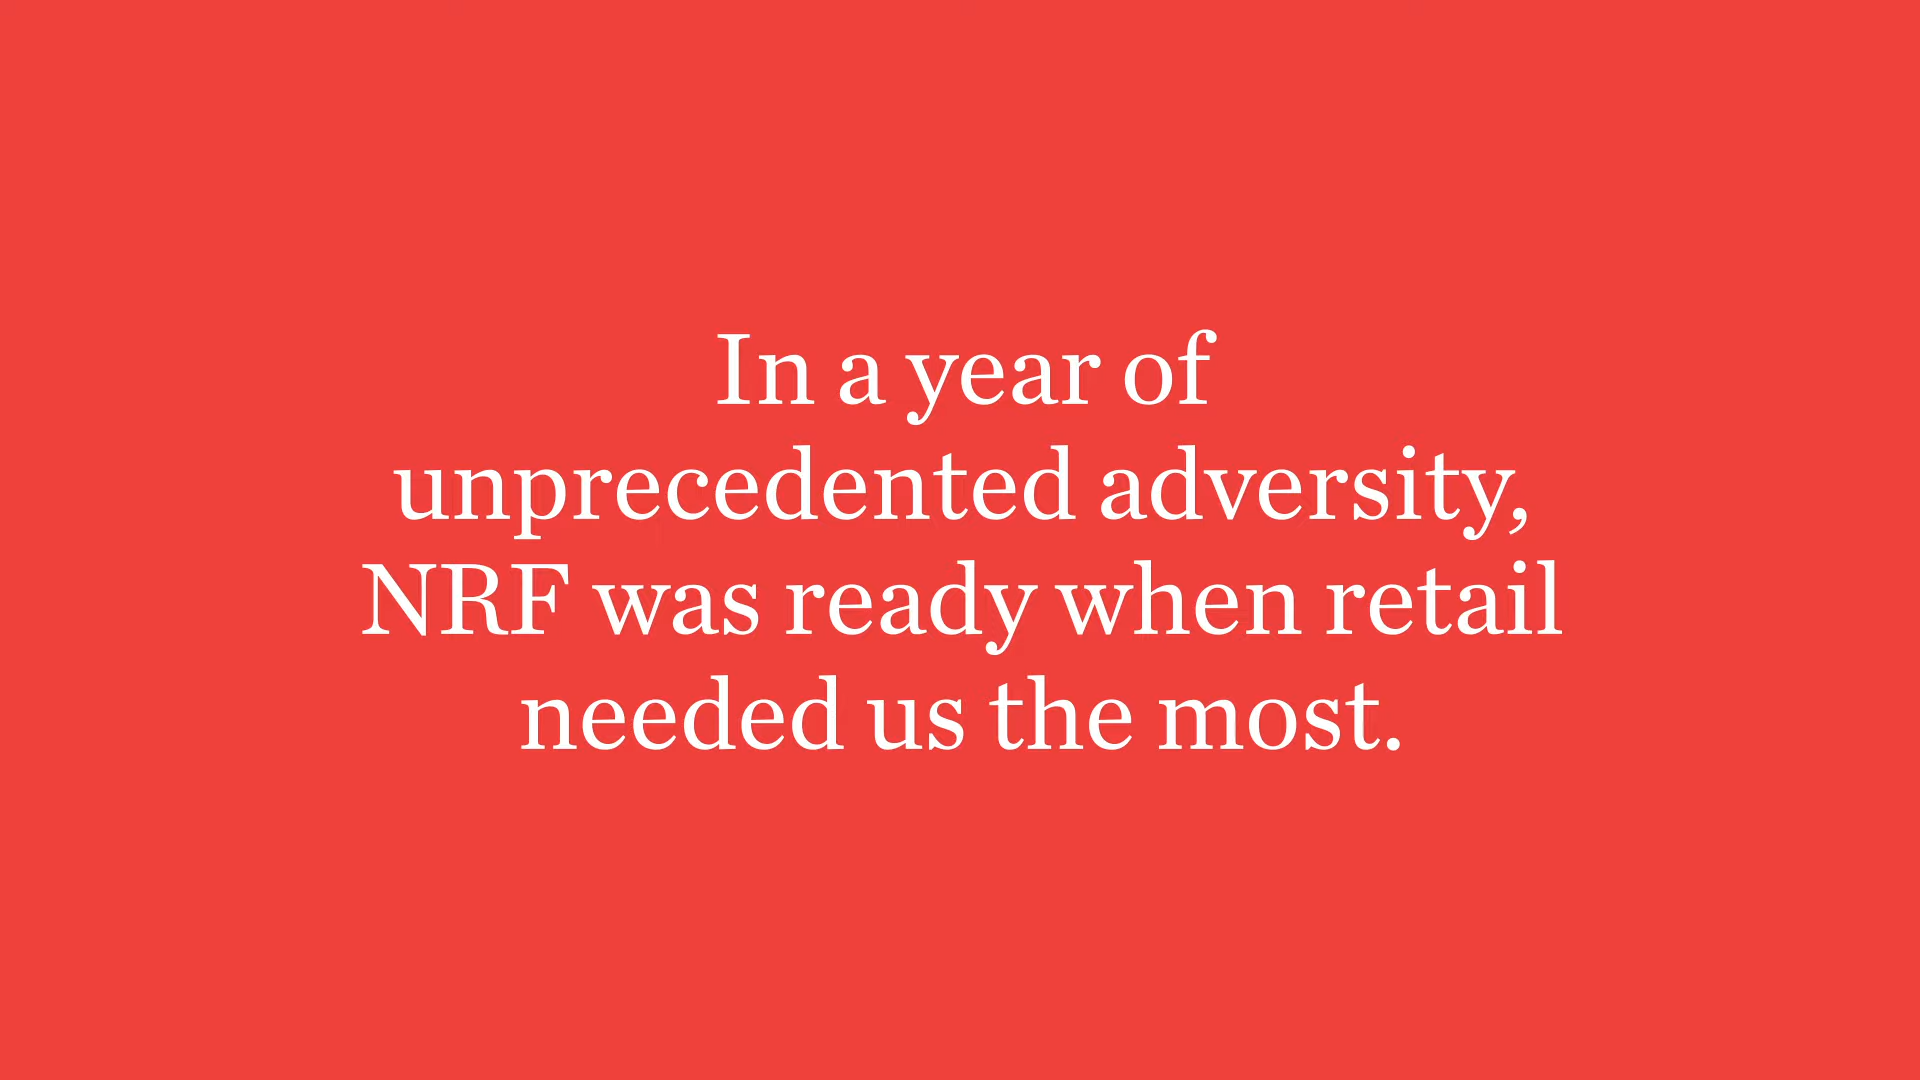 In a year of
unprecedented adversity,
NRF was ready when retail
needed us the most.